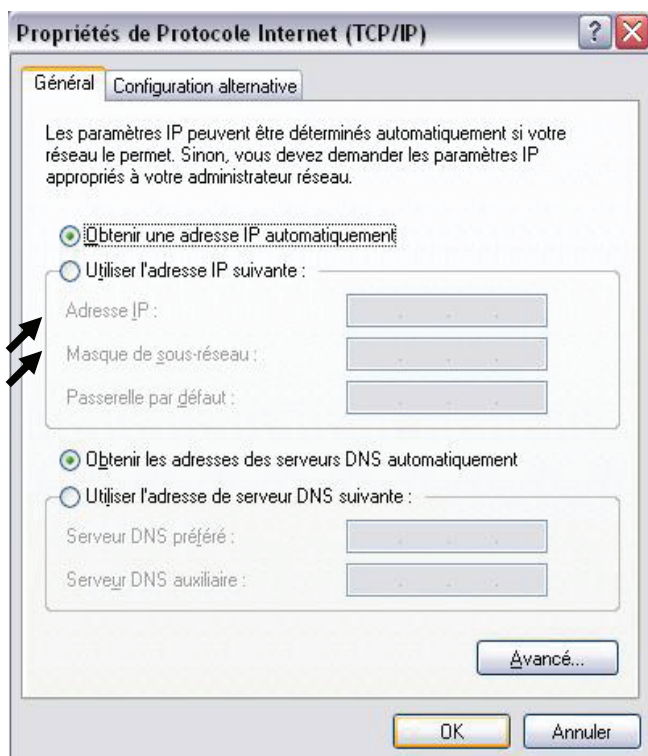 Propriétés de Protocole Internet (TCP/IP)
Général
Configuration alternative
Les paramètres IP peuvent être déterminés automatiquement si votre
réseau le permet. Sinon, vous devez demander les paramètres IP
appropriés à votre administrateur réseau.
Obtenir une adresse IP automatiquement
Utiliser l'adresse IP suivante :
Adresse IP :
Masque de sous-réseau :
Passerelle par défaut :
Obtenir les adresses des serveurs DNS automatiquement
Utiliser l'adresse de serveur DNS suivante :
Serveur DNS préféré :
Serveur DNS auxiliaire :
Avancé...
OK
Annuler